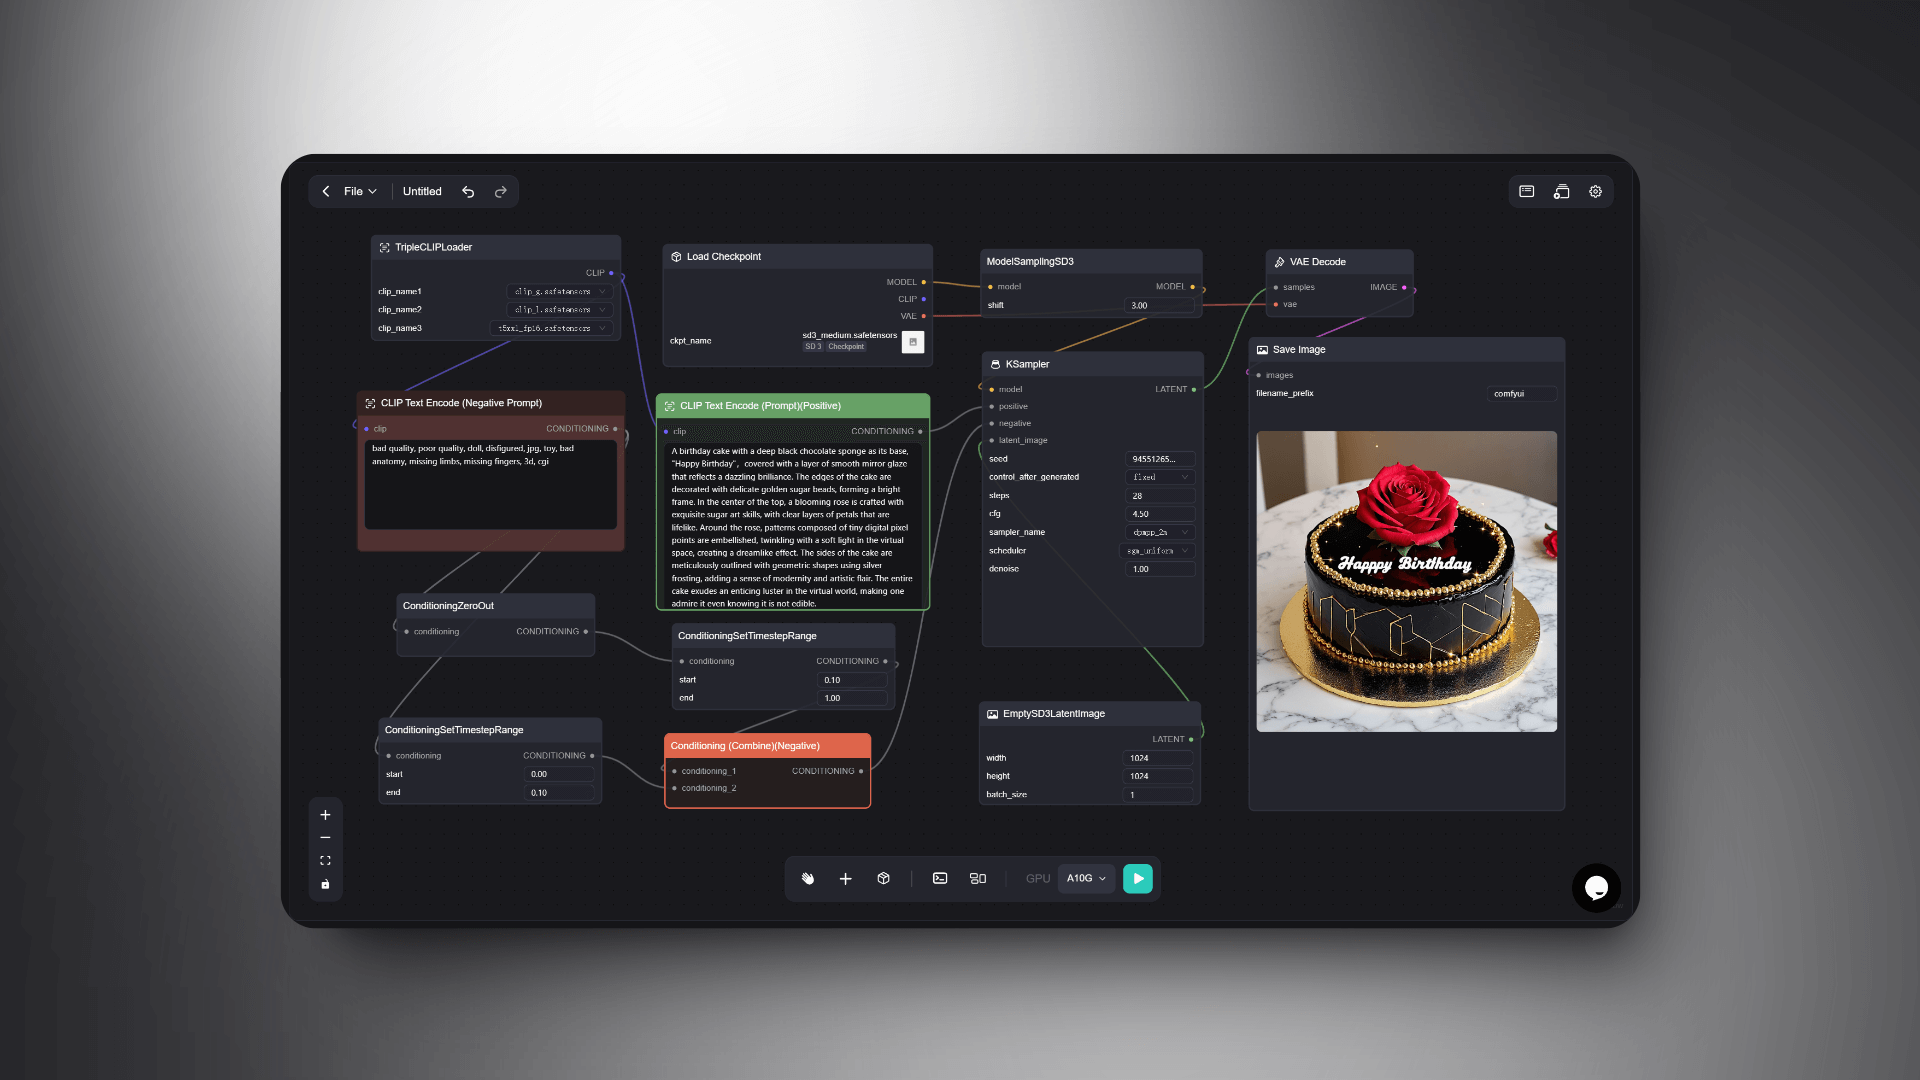 File
Untitled
TripleCLIPLoader
CLIP
clip_name1
clip_g.safetensors
clip_name2
clip_l.safetensors
clip_name3
t5xxl_fp16.safetensors
Load Checkpoint
MODEL
CLIP
VAE
ckpt_name
sd3_medium.safetensors
SD 3
Checkpoint
ModelSamplingSD3
model
MODEL
shift
3.00
VAE Decode
samples
IMAGE
vae
CLIP Text Encode (Negative Prompt)
clip
CONDITIONING
bad quality, poor quality, doll, disfigured, jpg, toy, bad
anatomy, missing limbs, missing fingers, 3d, cgi
CLIP Text Encode (Prompt)(Positive)
clip
CONDITIONING
A birthday cake with a deep black chocolate sponge as its base,
"Happy Birthday", covered with a layer of smooth mirror glaze
that reflects a dazzling brilliance. The edges of the cake are
decorated with delicate golden sugar beads, forming a bright
frame. In the center of the top, a blooming rose is crafted with
exquisite sugar art skills, with clear layers of petals that are
lifelike. Around the rose, patterns composed of tiny digital pixel
points are embellished, twinkling with a soft light in the virtual
space, creating a dreamlike effect. The sides of the cake are
meticulously outlined with geometric shapes using silver
frosting, adding a sense of modernity and artistic flair. The entire
cake exudes an enticing luster in the virtual world, making one
admire it even knowing it is not edible.
KSampler
model
LATENT
positive
negative
latent_image
seed
94551265...
control_after_generated
fixed
steps
28
cfg
4.50
sampler_name
dpmpp_2m
scheduler
sgm_uniform
denoise
1.00
Save Image
images
filename_prefix
comfyui
Happpy Birthday
ConditioningZeroOut
conditioning
CONDITIONING
ConditioningSetTimestepRange
conditioning
CONDITIONING
start
0.10
end
1.00
ConditioningSetTimestepRange
conditioning
CONDITIONING
start
0.00
end
0.10
Conditioning (Combine)(Negative)
conditioning_1
CONDITIONING
conditioning_2
EmptySD3LatentImage
LATENT
width
1024
height
1024
batch_size
1
GPU
A10G